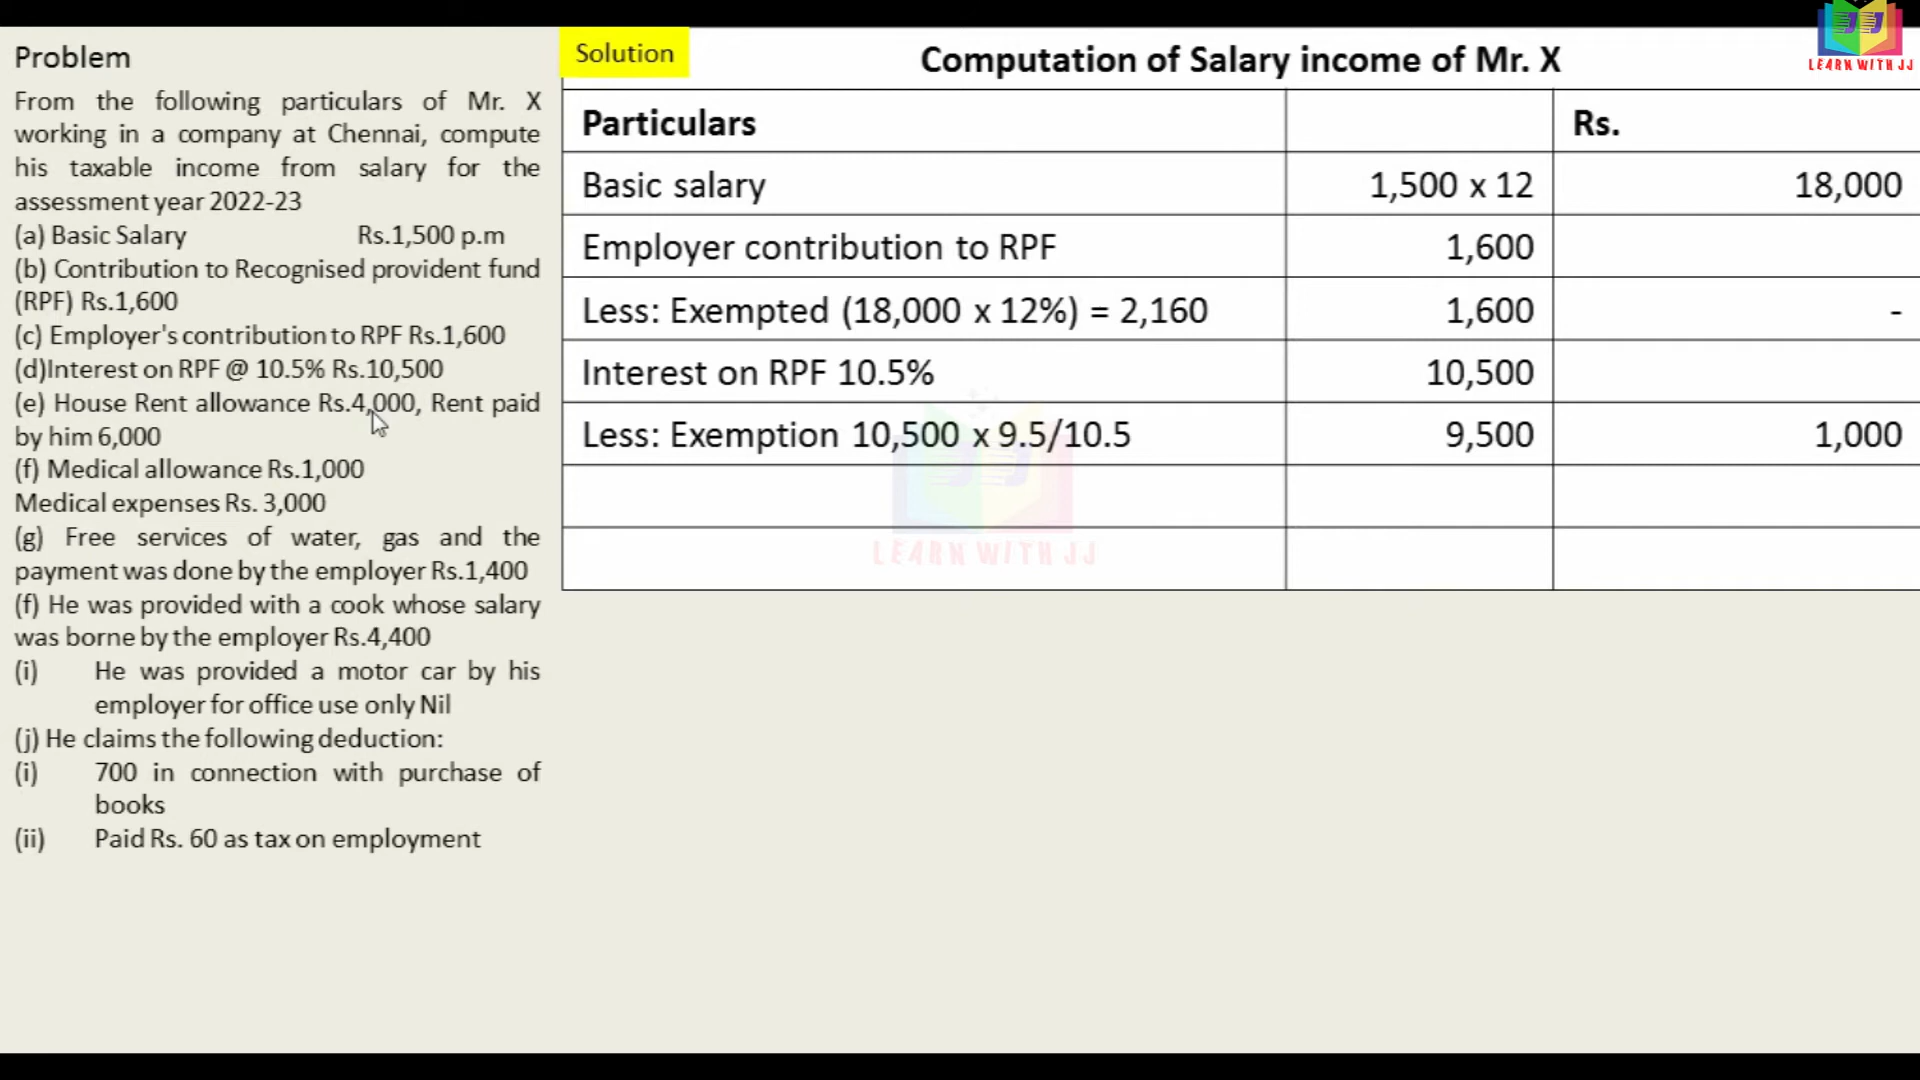 Problem
From the following particulars of Mr. X
working in a company at Chennai, compute
his taxable income from salary for the
assessment year 2022-23
(a) Basic Salary Rs.1,500 p.m
(b) Contribution to Recognised provident fund
(RPF) Rs.1,600
(c) Employer's contribution to RPF Rs.1,600
(d)Interest on RPF @ 10.5% Rs.10,500
(e) House Rent allowance Rs.4,000, Rent paid
by him 6,000
(f) Medical allowance Rs.1,000
Medical expenses Rs. 3,000
(g) Free services of water, gas and the
payment was done by the employer Rs.1,400
(f) He was provided with a cook whose salary
was borne by the employer Rs.4,400
(i) He was provided a motor car by his
employer for office use only Nil
(j) He claims the following deduction:
(i) 700 in connection with purchase of
books
(ii) Paid Rs. 60 as tax on employment
Solution
Computation of Salary income of Mr. X
Particulars Rs.
Basic salary 1,500 x 12 18,000
Employer contribution to RPF 1,600
Less: Exempted (18,000 x 12%) = 2,160 1,600 -
Interest on RPF 10.5% 10,500
Less: Exemption 10,500 x 9.5/10.5 9,500 1,000
JJ
LEARN WITH JJ
JJ
LEARN WITH JJ